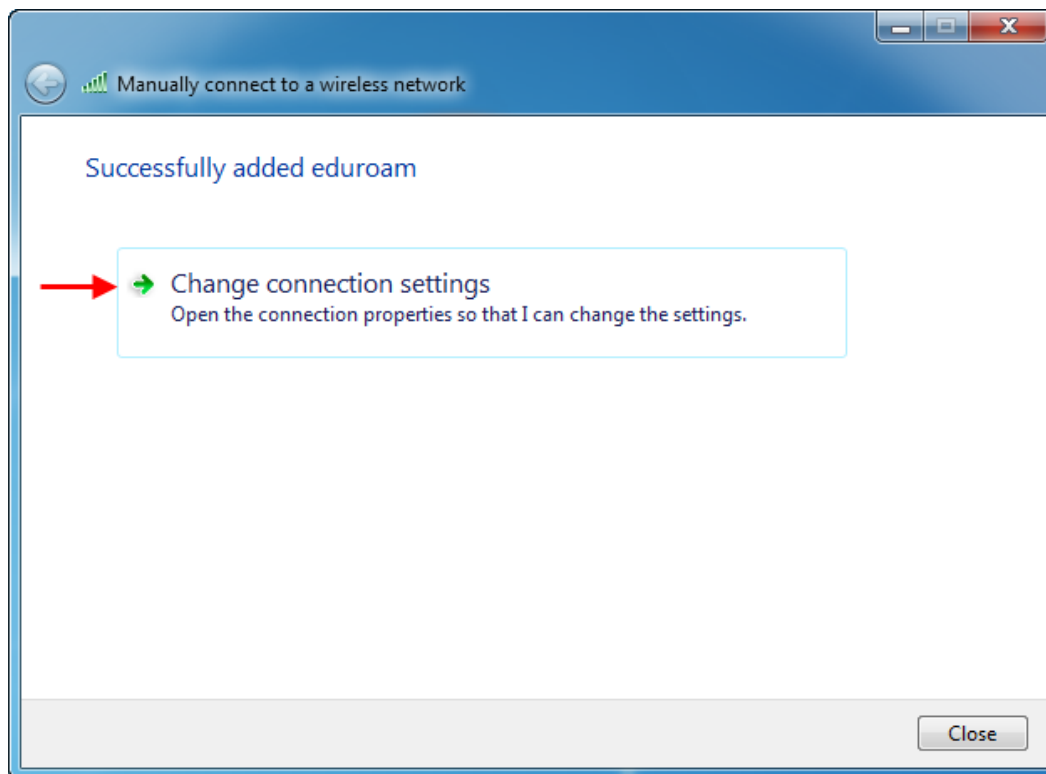 Manually connect to a wireless network
Successfully added eduroam
Change connection settings
Open the connection properties so that I can change the settings.
Close